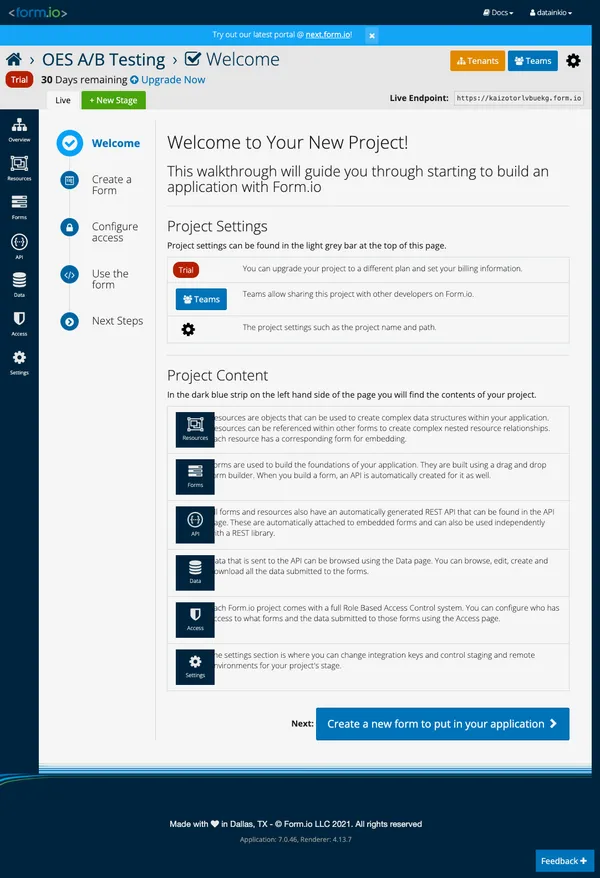 <form.io>
Docs
datainkio
Try out our latest portal @ next.form.io!
OES A/B Testing
Welcome
Tenants
Teams
Trial
30 Days remaining
Upgrade Now
Live
+ New Stage
Live Endpoint:
https://kaizotorlvbuekg.form.io
Overview
Resources
Forms
API
Data
Access
Settings
Welcome
Create a
Form
Configure
access
Use the
form
Next Steps
Welcome to Your New Project!
This walkthrough will guide you through starting to build an
application with Form.io
Project Settings
Project settings can be found in the light grey bar at the top of this page.
Trial
You can upgrade your project to a different plan and set your billing information.
Teams
Teams allow sharing this project with other developers on Form.io.
The project settings such as the project name and path.
Project Content
In the dark blue strip on the left hand side of the page you will find the contents of your project.
Resources
esources are objects that can be used to create complex data structures within your application.
esources can be referenced within other forms to create complex nested resource relationships.
ach resource has a corresponding form for embedding.
Forms
orms are used to build the foundations of your application. They are built using a drag and drop
orm builder. When you build a form, an API is automatically created for it as well.
API
ll forms and resources also have an automatically generated REST API that can be found in the API
age. These are automatically attached to embedded forms and can also be used independently
ith a REST library.
Data
ata that is sent to the API can be browsed using the Data page. You can browse, edit, create and
ownload all the data submitted to the forms.
Access
ach Form.io project comes with a full Role Based Access Control system. You can configure who has
ccess to what forms and the data submitted to those forms using the Access page.
Settings
he settings section is where you can change integration keys and control staging and remote
nvironments for your project's stage.
Next:
Create a new form to put in your application
Made with ❤ in Dallas, TX - © Form.io LLC 2021. All rights reserved
Application: 7.0.46, Renderer: 4.13.7
Feedback +